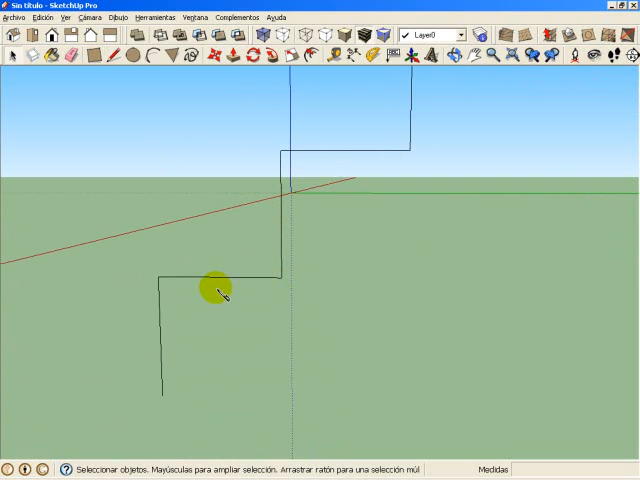 Sin título - SketchUp Pro
Archivo Edición Ver Cámara Dibujo Herramientas Ventana Complementos Ayuda
Layer0
Seleccionar objetos. Mayúsculas para ampliar selección. Arrastrar ratón para una selección múl
Medidas